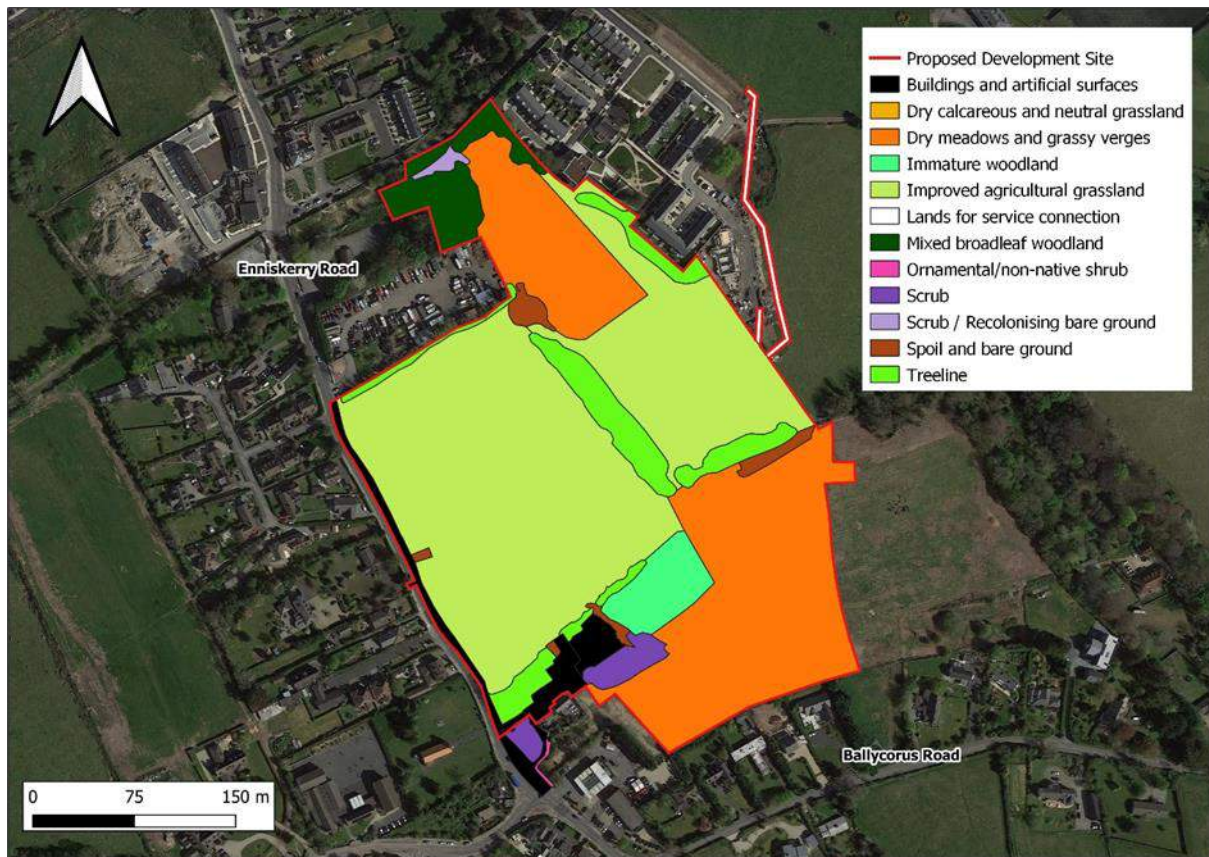 Proposed Development Site
Buildings and artificial surfaces
Dry calcareous and neutral grassland
Dry meadows and grassy verges
Immature woodland
Improved agricultural grassland
Lands for service connection
Mixed broadleaf woodland
Ornamental/non-native shrub
Scrub
Scrub / Recolonising bare ground
Spoil and bare ground
Treeline
Enniskerry Road
Ballycorus Road
0 75 150 m